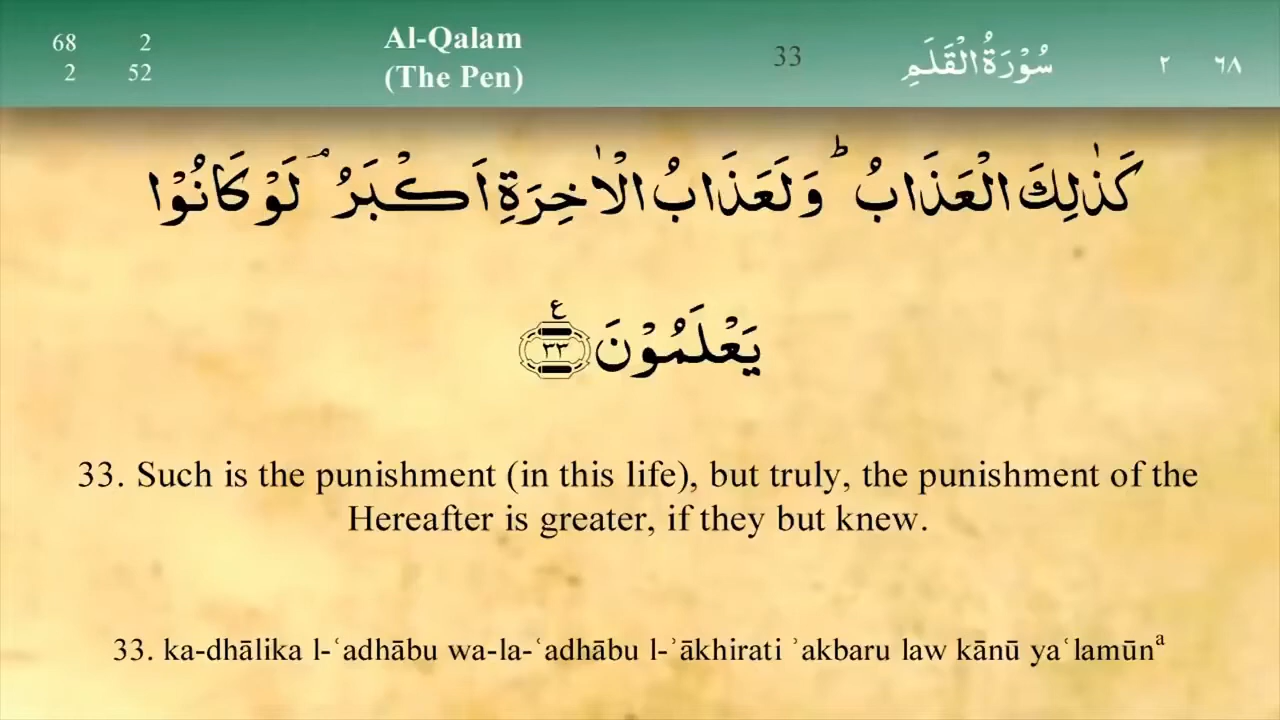 68 2
2 52
Al-Qalam
(The Pen)
33
سُوْرَةُ الْقَلَمِ
٢ ٦٨
كَذٰلِكَ الْعَذَابُ ؕ وَلَعَذَابُ الْاٰخِرَةِ اَكْبَرُ ۘ لَوْ كَانُوْا
يَعْلَمُوْنَ ع ٣٣
33. Such is the punishment (in this life), but truly, the punishment of the
Hereafter is greater, if they but knew.
33. ka-dhālika l-ʿadhābu wa-la-ʿadhābu l-ʾākhirati ʾakbaru law kānū yaʿlamūnᵃ